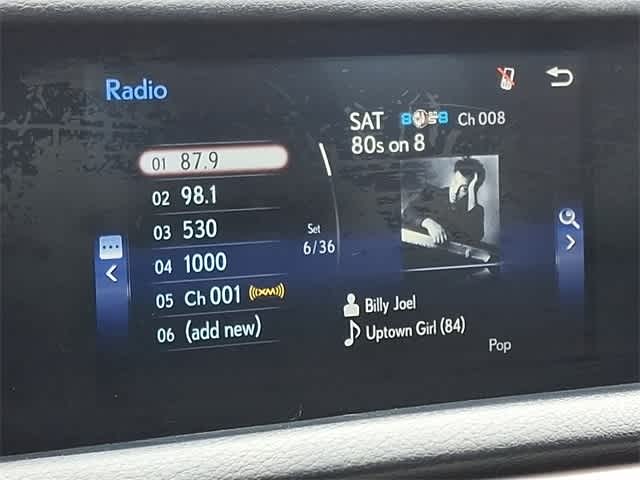 Radio
SAT Ch 008
80s on 8
01 87.9
02 98.1
03 530
04 1000
05 Ch 001 ((XM))
06 (add new)
Set
6/36
Billy Joel
Uptown Girl (84)
Pop